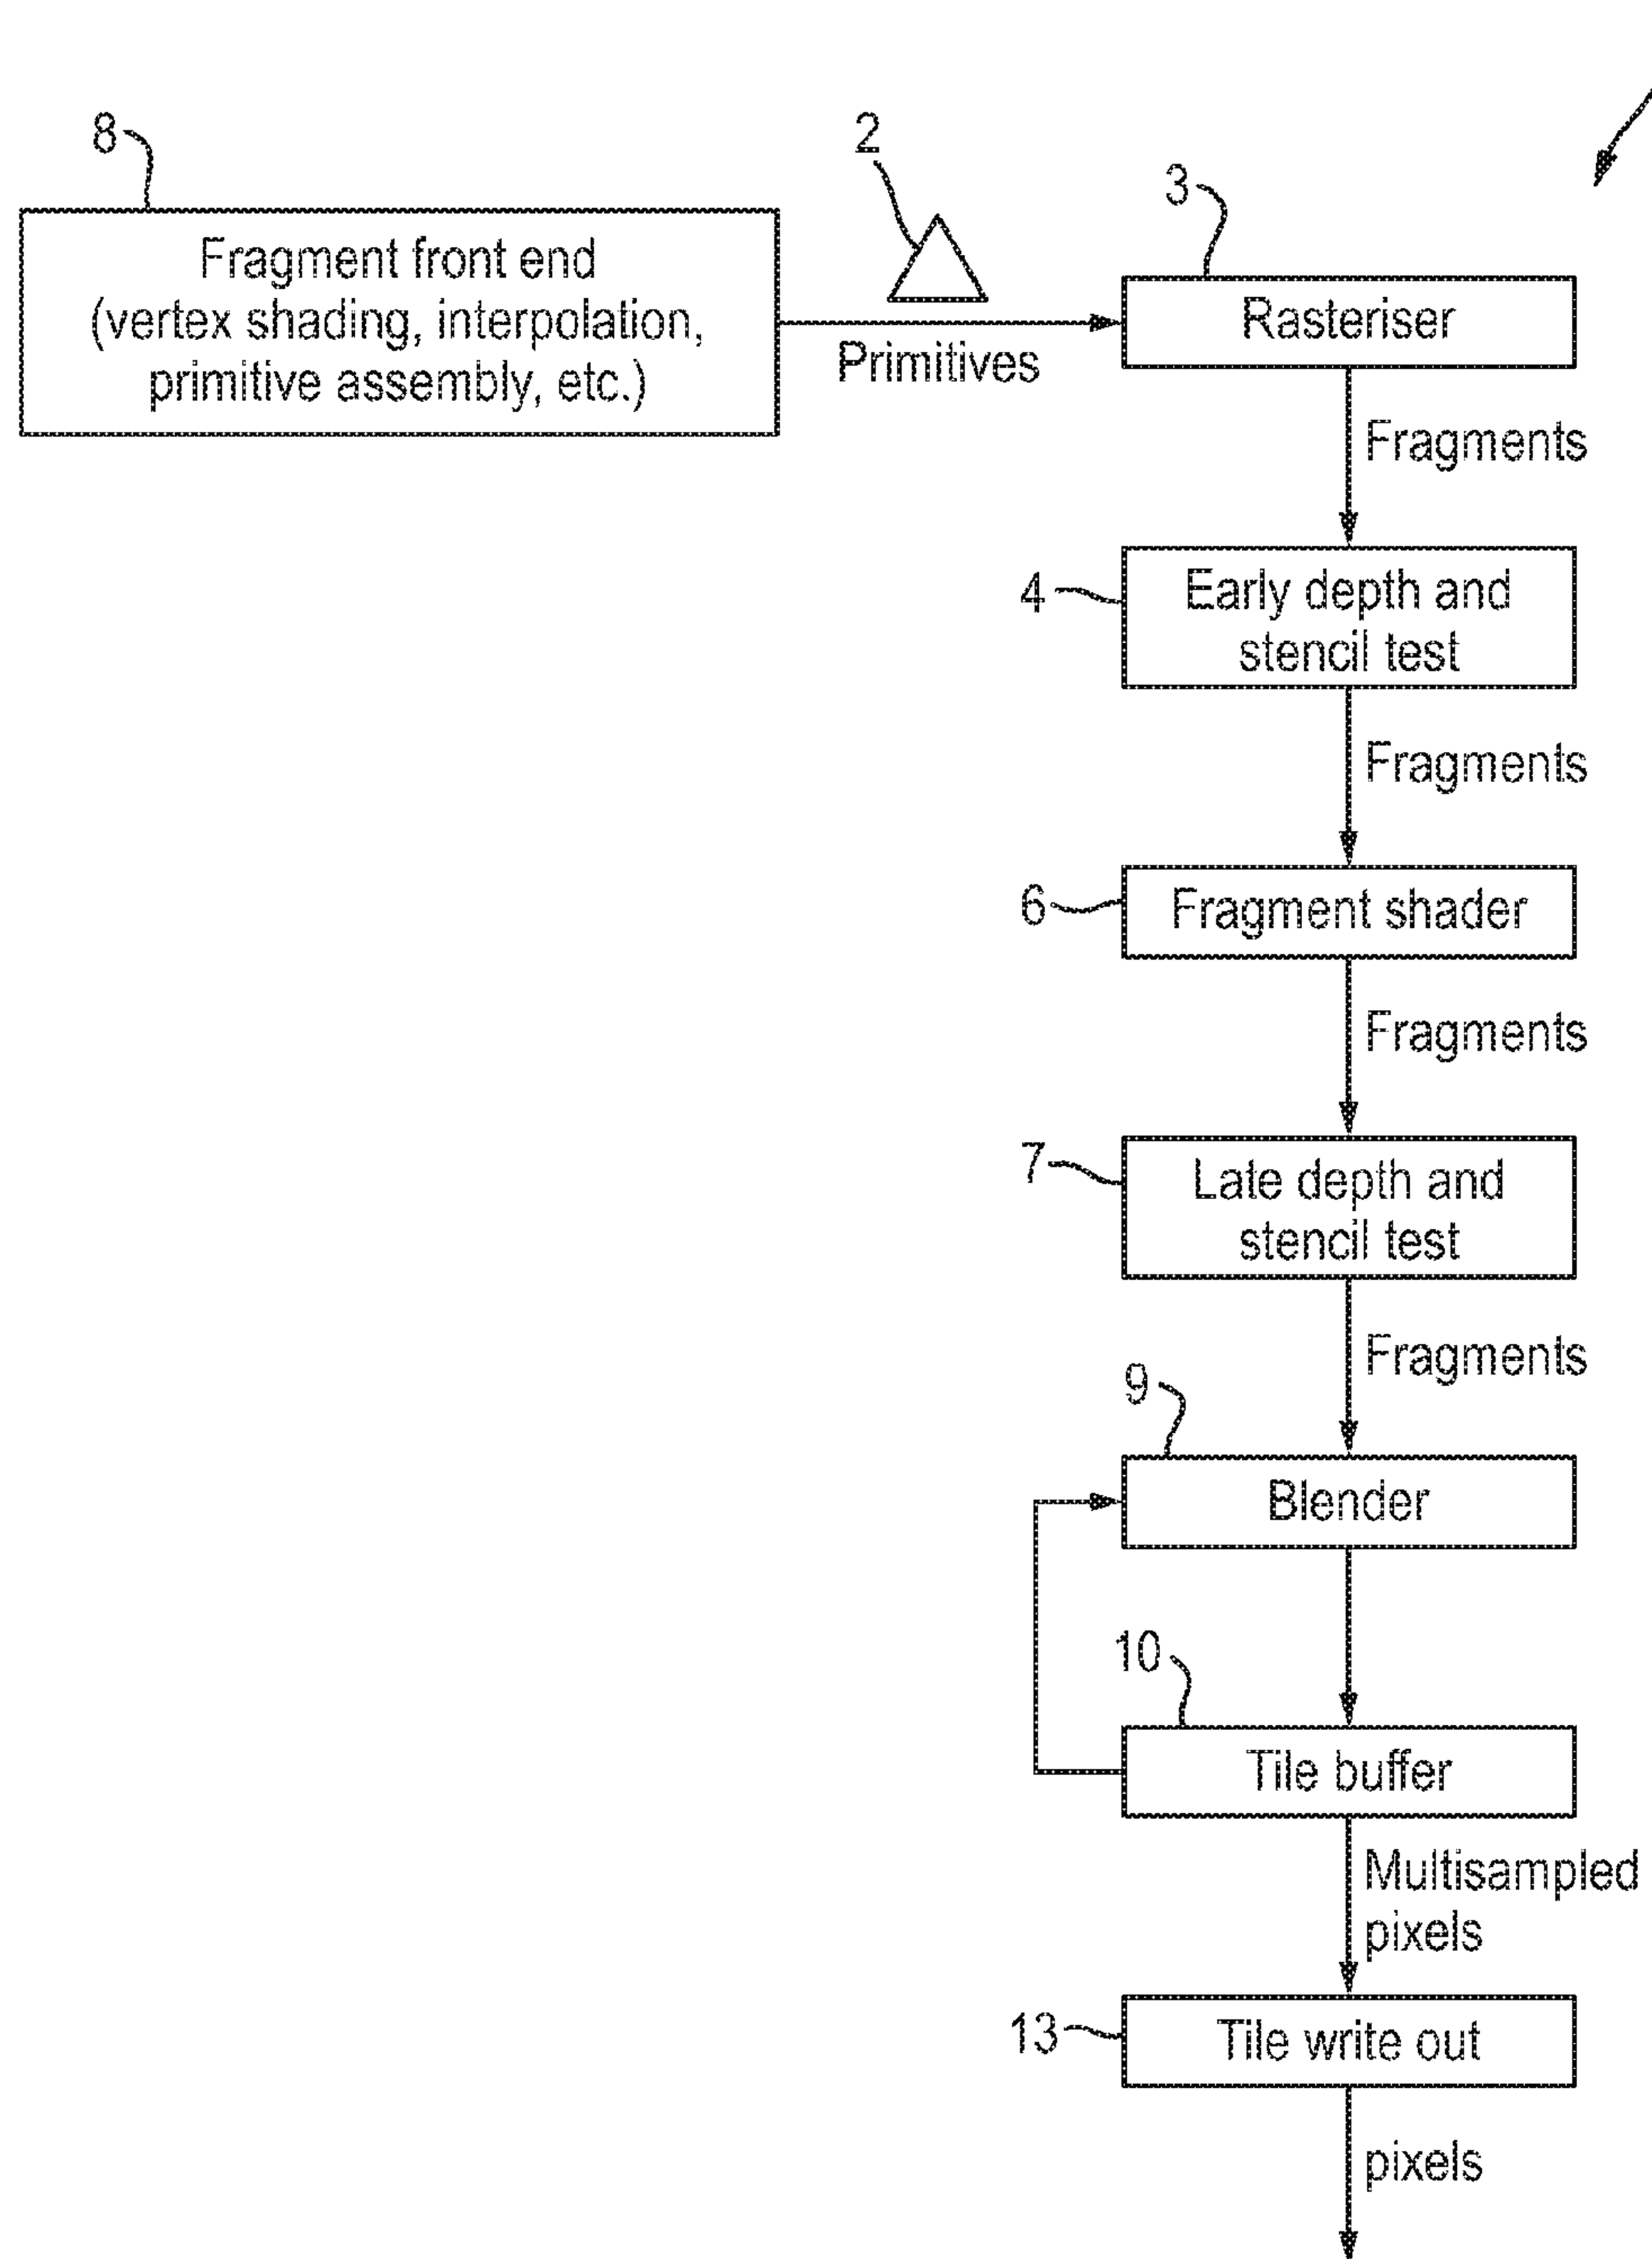 8
2
3
Fragment front end
(vertex shading, interpolation,
primitive assembly, etc.)
Primitives
Rasteriser
Fragments
4
Early depth and
stencil test
Fragments
6
Fragment shader
Fragments
7
Late depth and
stencil test
Fragments
9
Blender
10
Tile buffer
Multisampled
pixels
13
Tile write out
pixels